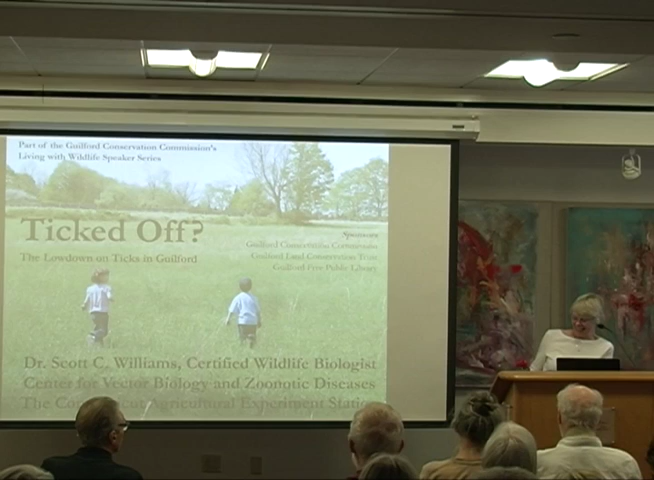 Part of the Guilford Conservation Commission's
Living with Wildlife Speaker Series
Ticked Off?
The Lowdown on Ticks in Guilford
Sponsors
Guilford Conservation Commission
Guilford Land Conservation Trust
Guilford Free Public Library
Dr. Scott C. Williams, Certified Wildlife Biologist
Center for Vector Biology and Zoonotic Diseases
The Connecticut Agricultural Experiment Station